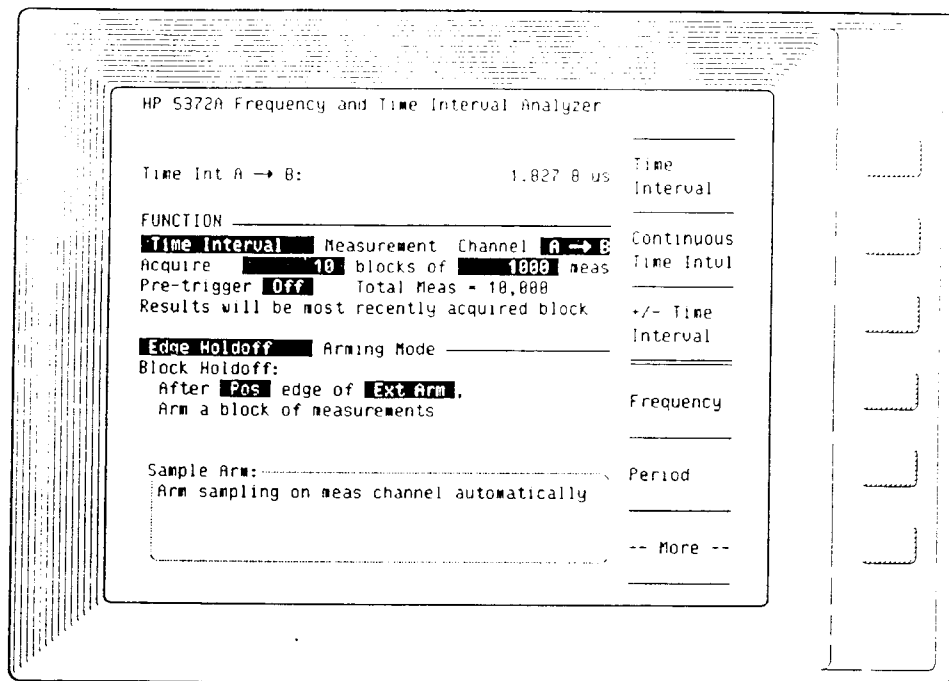 HP 5372A Frequency and Time Interval Analyzer
Time Int A → B: 1.827 8 us
FUNCTION
Time Interval Measurement Channel A → B
Acquire 10 blocks of 1000 meas
Pre-trigger Off Total Meas = 10,000
Results will be most recently acquired block
Edge Holdoff Arming Mode
Block Holdoff:
After Pos edge of Ext Arm,
Arm a block of measurements
Sample Arm:
Arm sampling on meas channel automatically
Time
Interval
Continuous
Time Intvl
+/- Time
Interval
Frequency
Period
-- More --